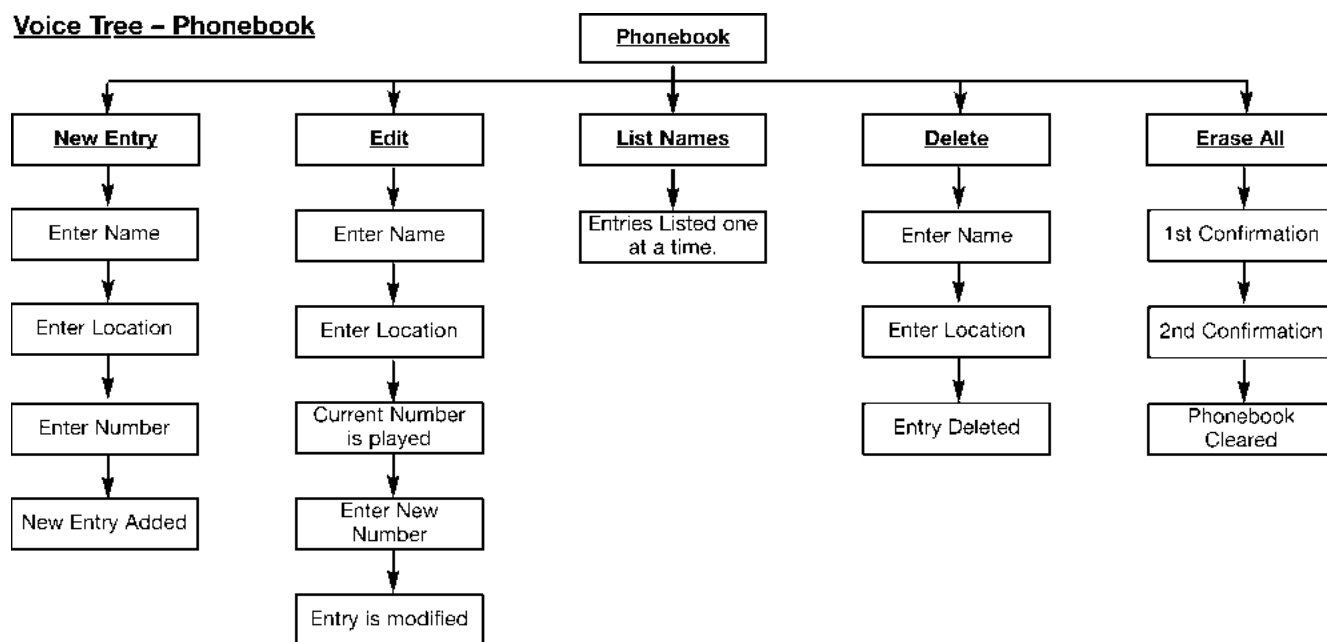 Voice Tree – Phonebook
Phonebook
New Entry
Edit
List Names
Delete
Erase All
Enter Name
Enter Name
Entries Listed one
at a time.
Enter Name
1st Confirmation
Enter Location
Enter Location
Enter Location
2nd Confirmation
Enter Number
Current Number
is played
Entry Deleted
Phonebook
Cleared
New Entry Added
Enter New
Number
Entry is modified